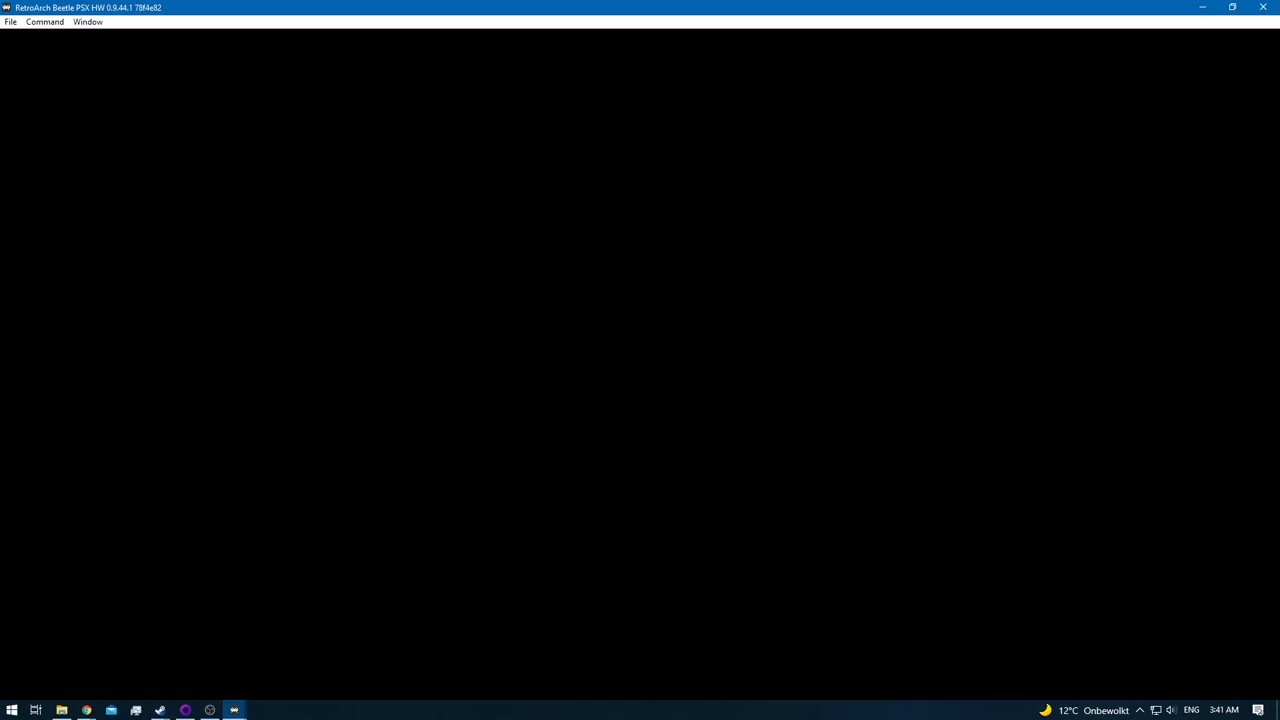 RetroArch Beetle PSX HW 0.9.44.1 78f4e82
File Command Window
12°C Onbewolkt ENG 3:41 AM